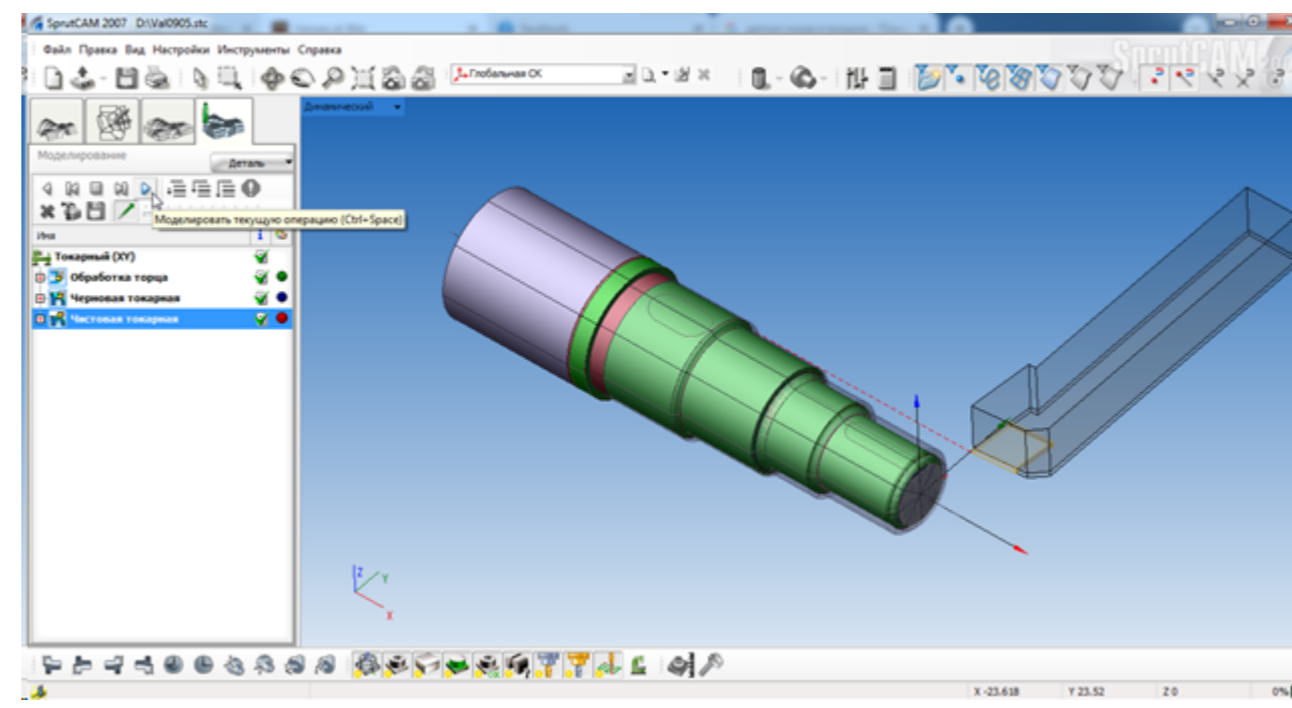 SprutCAM 2007 D:\Val0905.stc
Файл Правка Вид Настройки Инструменты Справка
Глобальная СК
SprutCAM
Динамический
Моделирование
Деталь
Моделировать текущую операцию (Ctrl+Space)
Имя
Токарный (XY)
Обработка торца
Черновая токарная
Чистовая токарная
Z
Y
X
X -23.618 Y 23.52 Z 0 0%